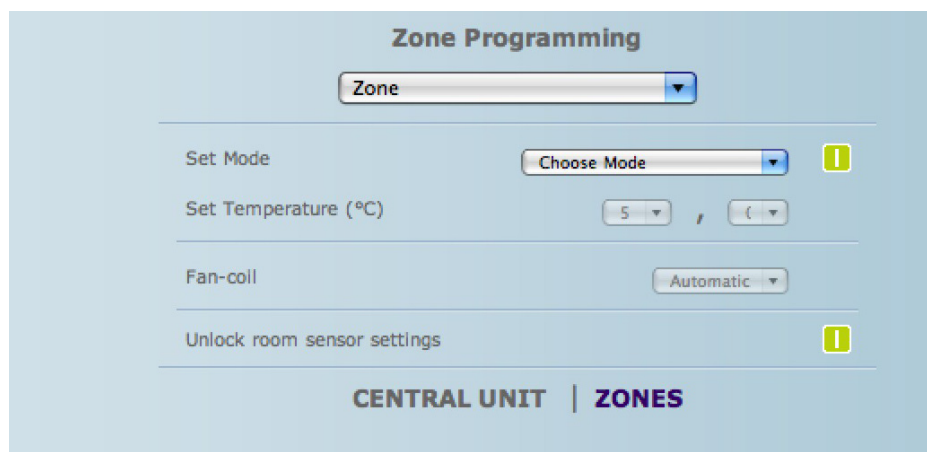 Zone Programming
Zone
Set Mode Choose Mode
Set Temperature (°C) 5 ,
Fan-coil Automatic
Unlock room sensor settings
CENTRAL UNIT | ZONES